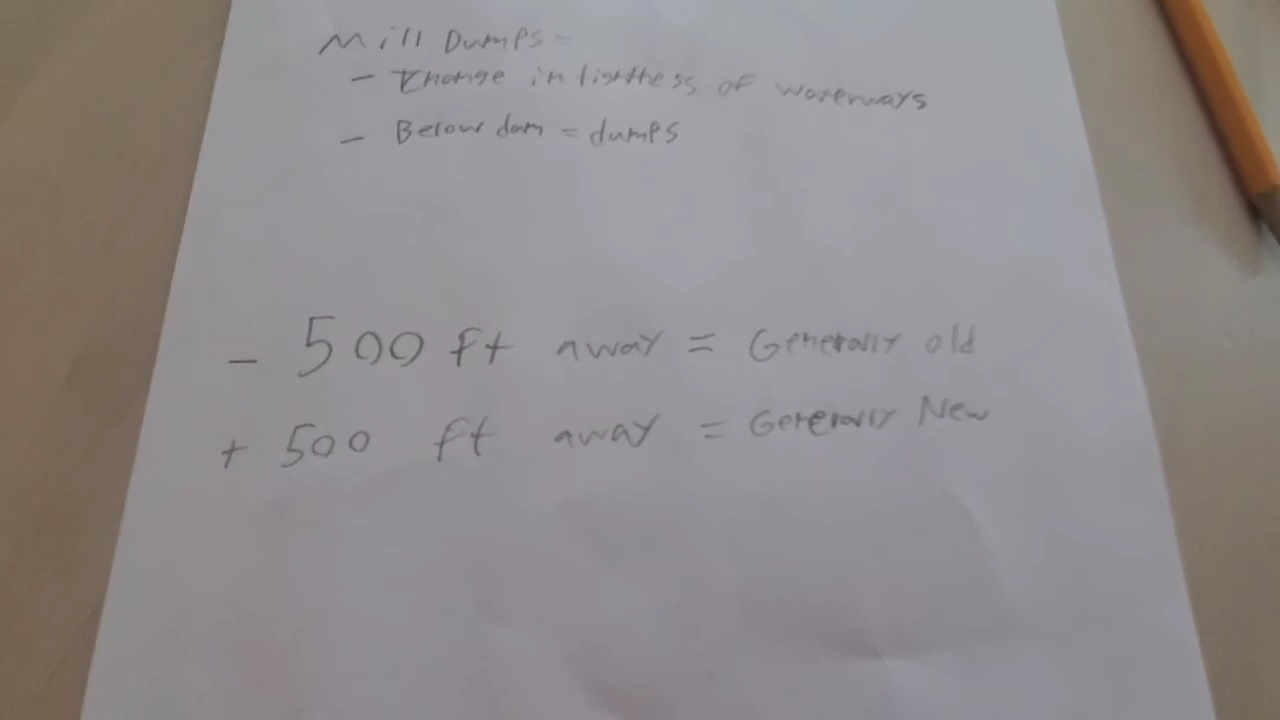 Mill Dumps -
- Change in tightness of waterways
- Below dam = dumps
- 500 ft away = Generally old
+ 500 ft away = Generally New